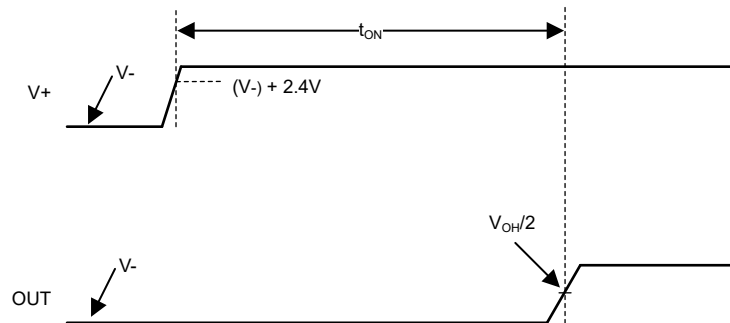 tON
V+
V-
(V-) + 2.4V
VOH/2
V-
OUT